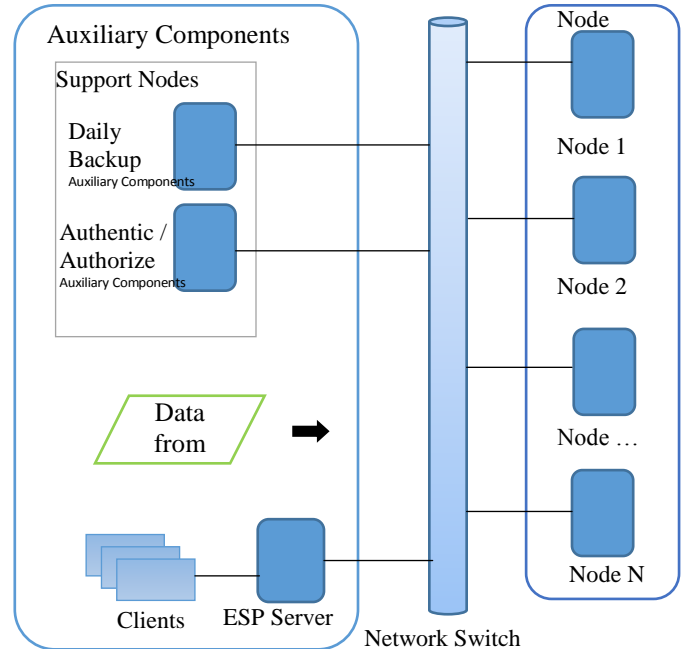 Auxiliary Components
Support Nodes
Daily
Backup
Auxiliary Components
Authentic /
Authorize
Auxiliary Components
Data
from
Clients
ESP Server
Network Switch
Node
Node 1
Node 2
Node …
Node N